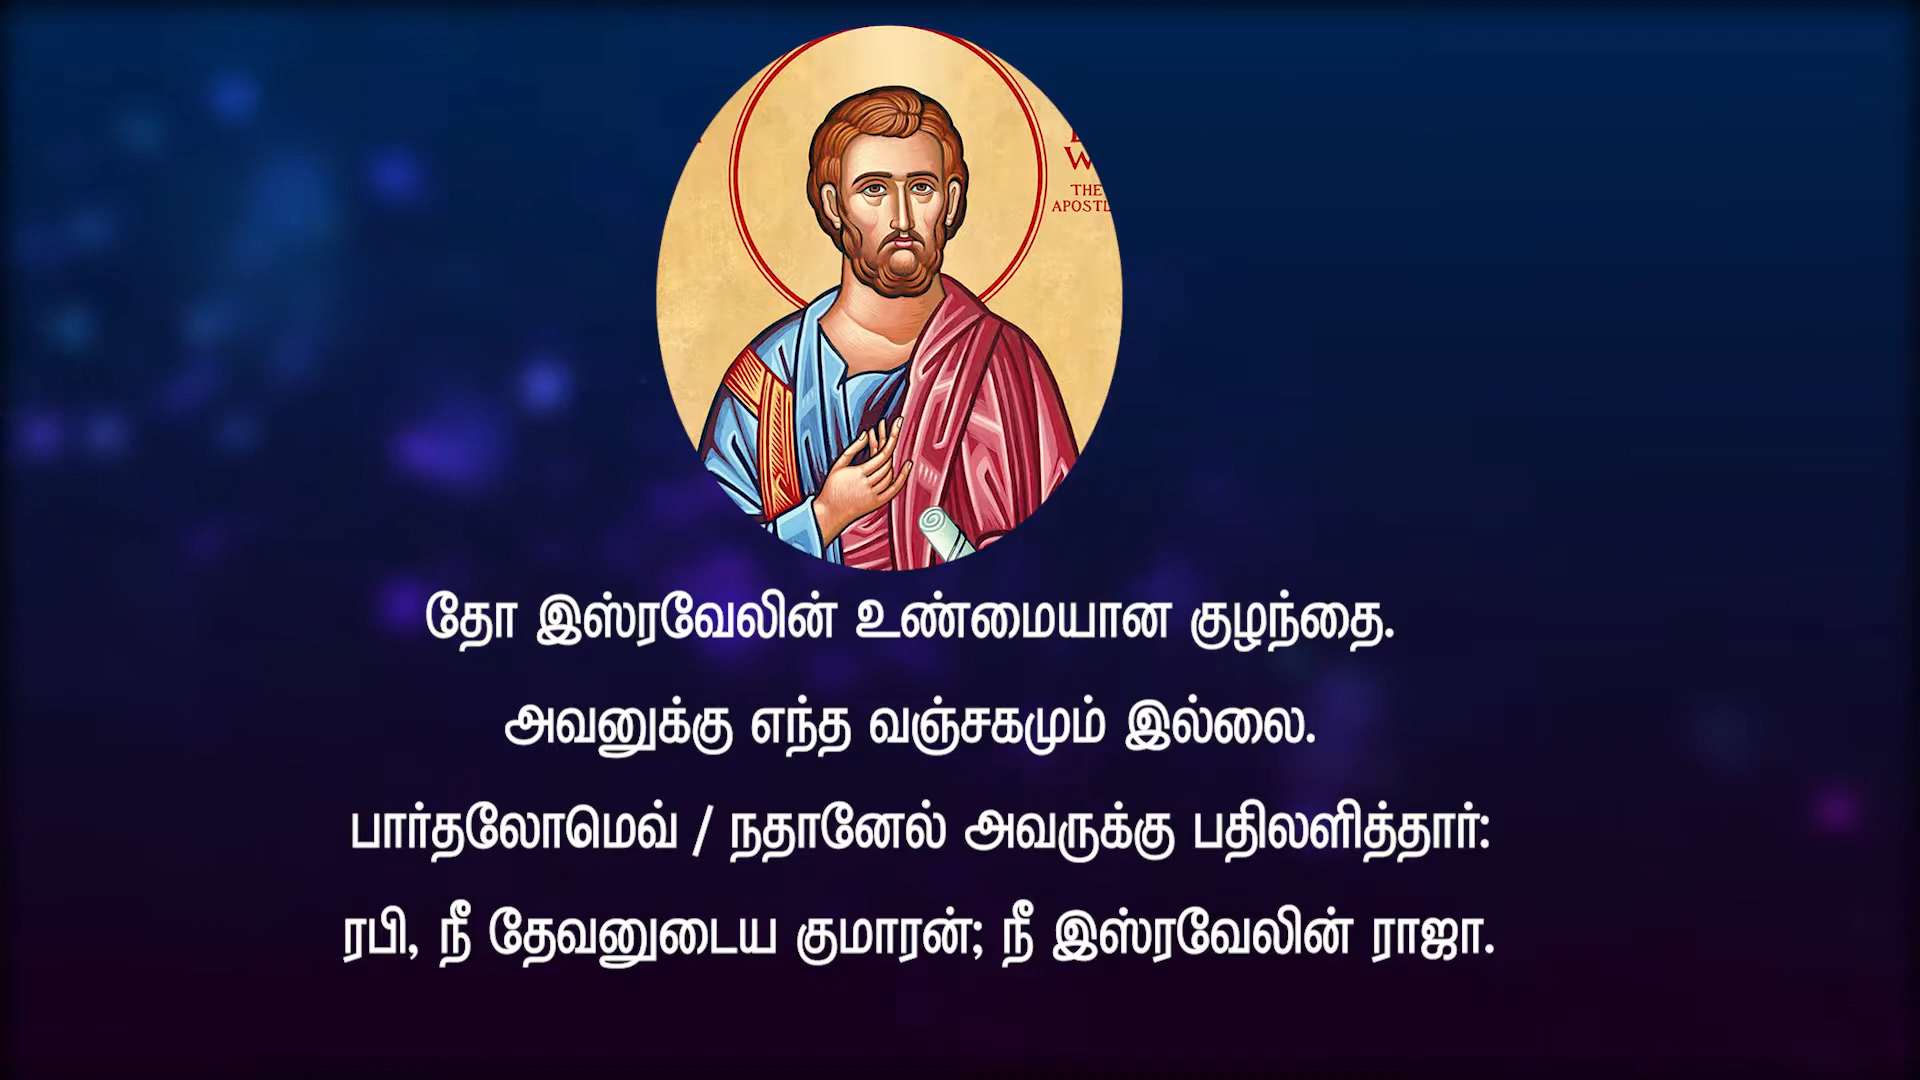 THE
தோ இஸ்ரவேலின் உண்மையான குழந்தை.
அவனுக்கு எந்த வஞ்சகமும் இல்லை.
பார்தலோமெவ் / நதானேல் அவருக்கு பதிலளித்தார்:
ரபி, நீ தேவனுடைய குமாரன்; நீ இஸ்ரவேலின் ராஜா.